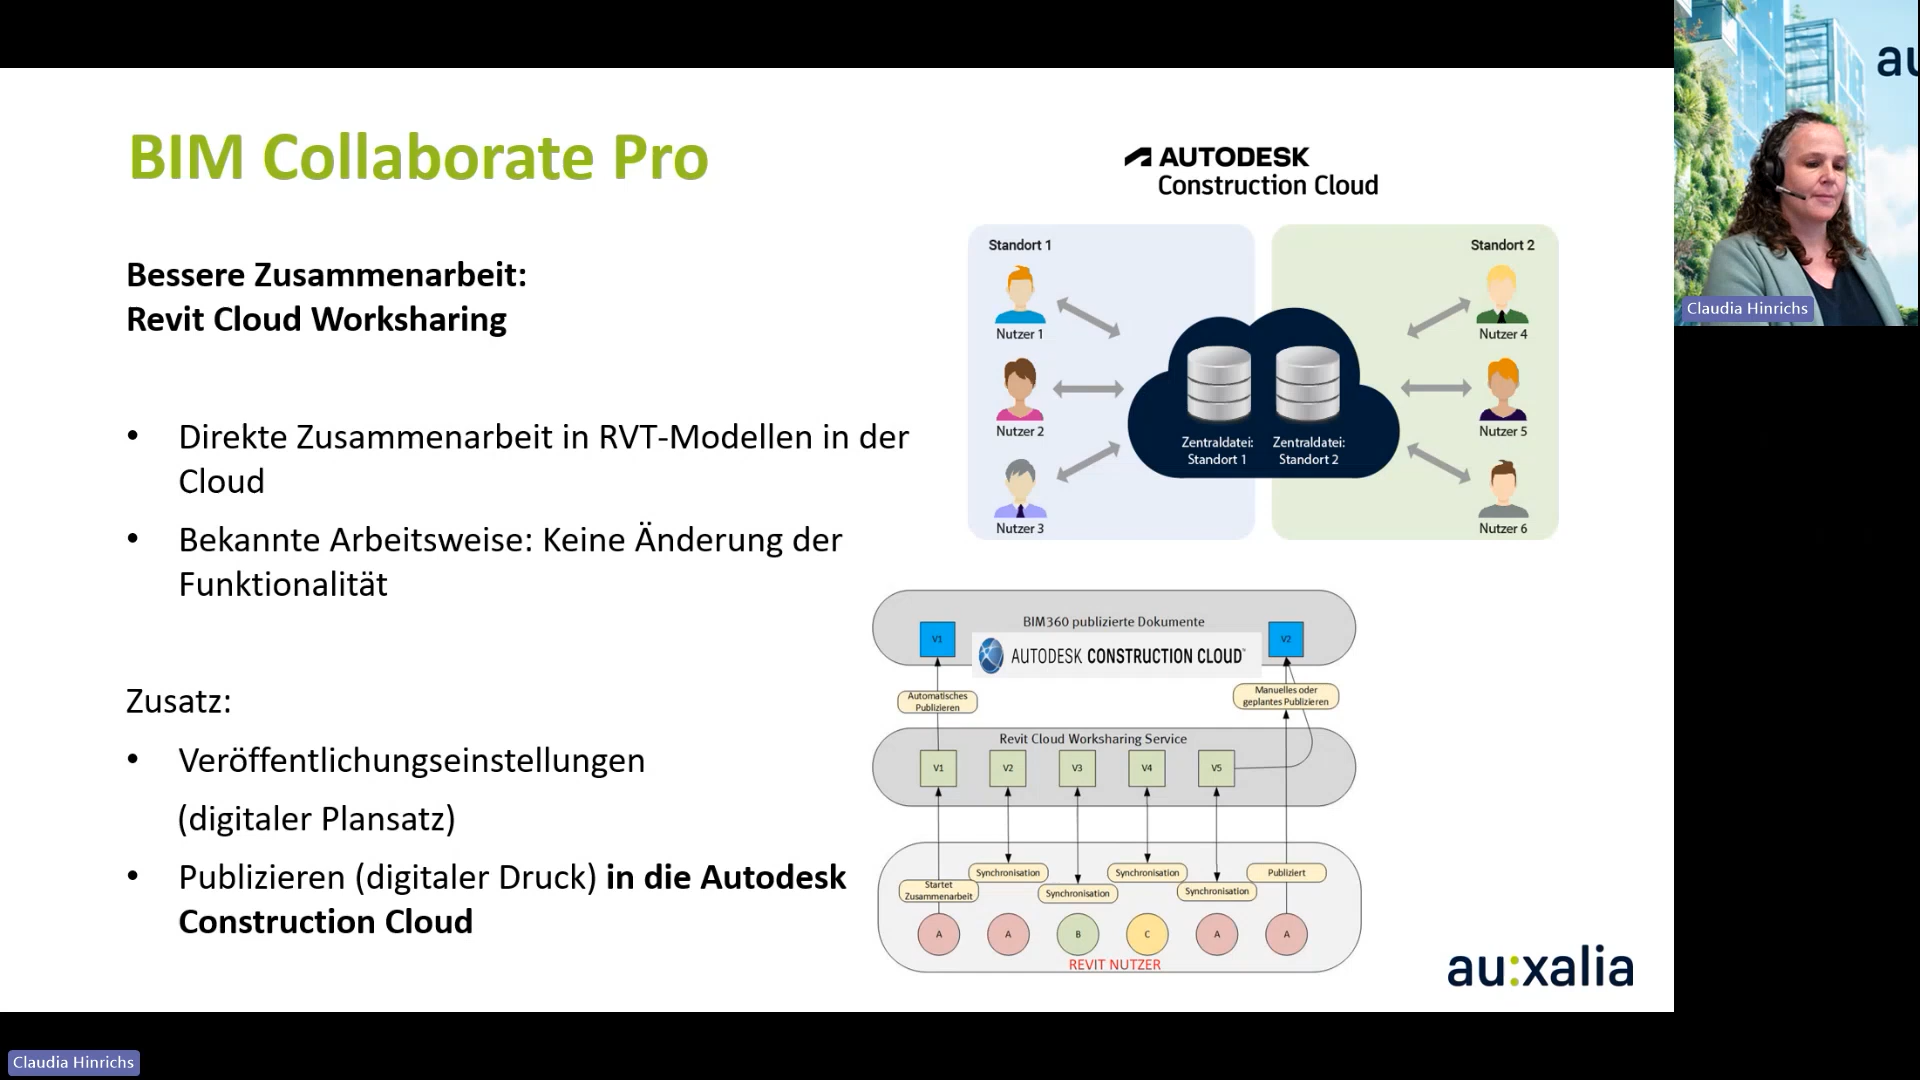 BIM Collaborate Pro
Bessere Zusammenarbeit:
Revit Cloud Worksharing
• Direkte Zusammenarbeit in RVT-Modellen in der
Cloud
• Bekannte Arbeitsweise: Keine Änderung der
Funktionalität
Zusatz:
• Veröffentlichungseinstellungen
(digitaler Plansatz)
• Publizieren (digitaler Druck) in die Autodesk
Construction Cloud
AUTODESK
Construction Cloud
Standort 1
Standort 2
Nutzer 1
Nutzer 4
Nutzer 2
Nutzer 5
Nutzer 3
Nutzer 6
Zentraldatei:
Standort 1
Zentraldatei:
Standort 2
BIM360 publizierte Dokumente
V1
V2
AUTODESK CONSTRUCTION CLOUD™
Automatisches
Publizieren
Manuelles oder
geplantes Publizieren
Revit Cloud Worksharing Service
V1
V2
V3
V4
V5
Startet
Zusammenarbeit
Synchronisation
Synchronisation
Synchronisation
Synchronisation
Publiziert
A
A
B
C
A
A
REVIT NUTZER
au:xalia
au
Claudia Hinrichs
Claudia Hinrichs